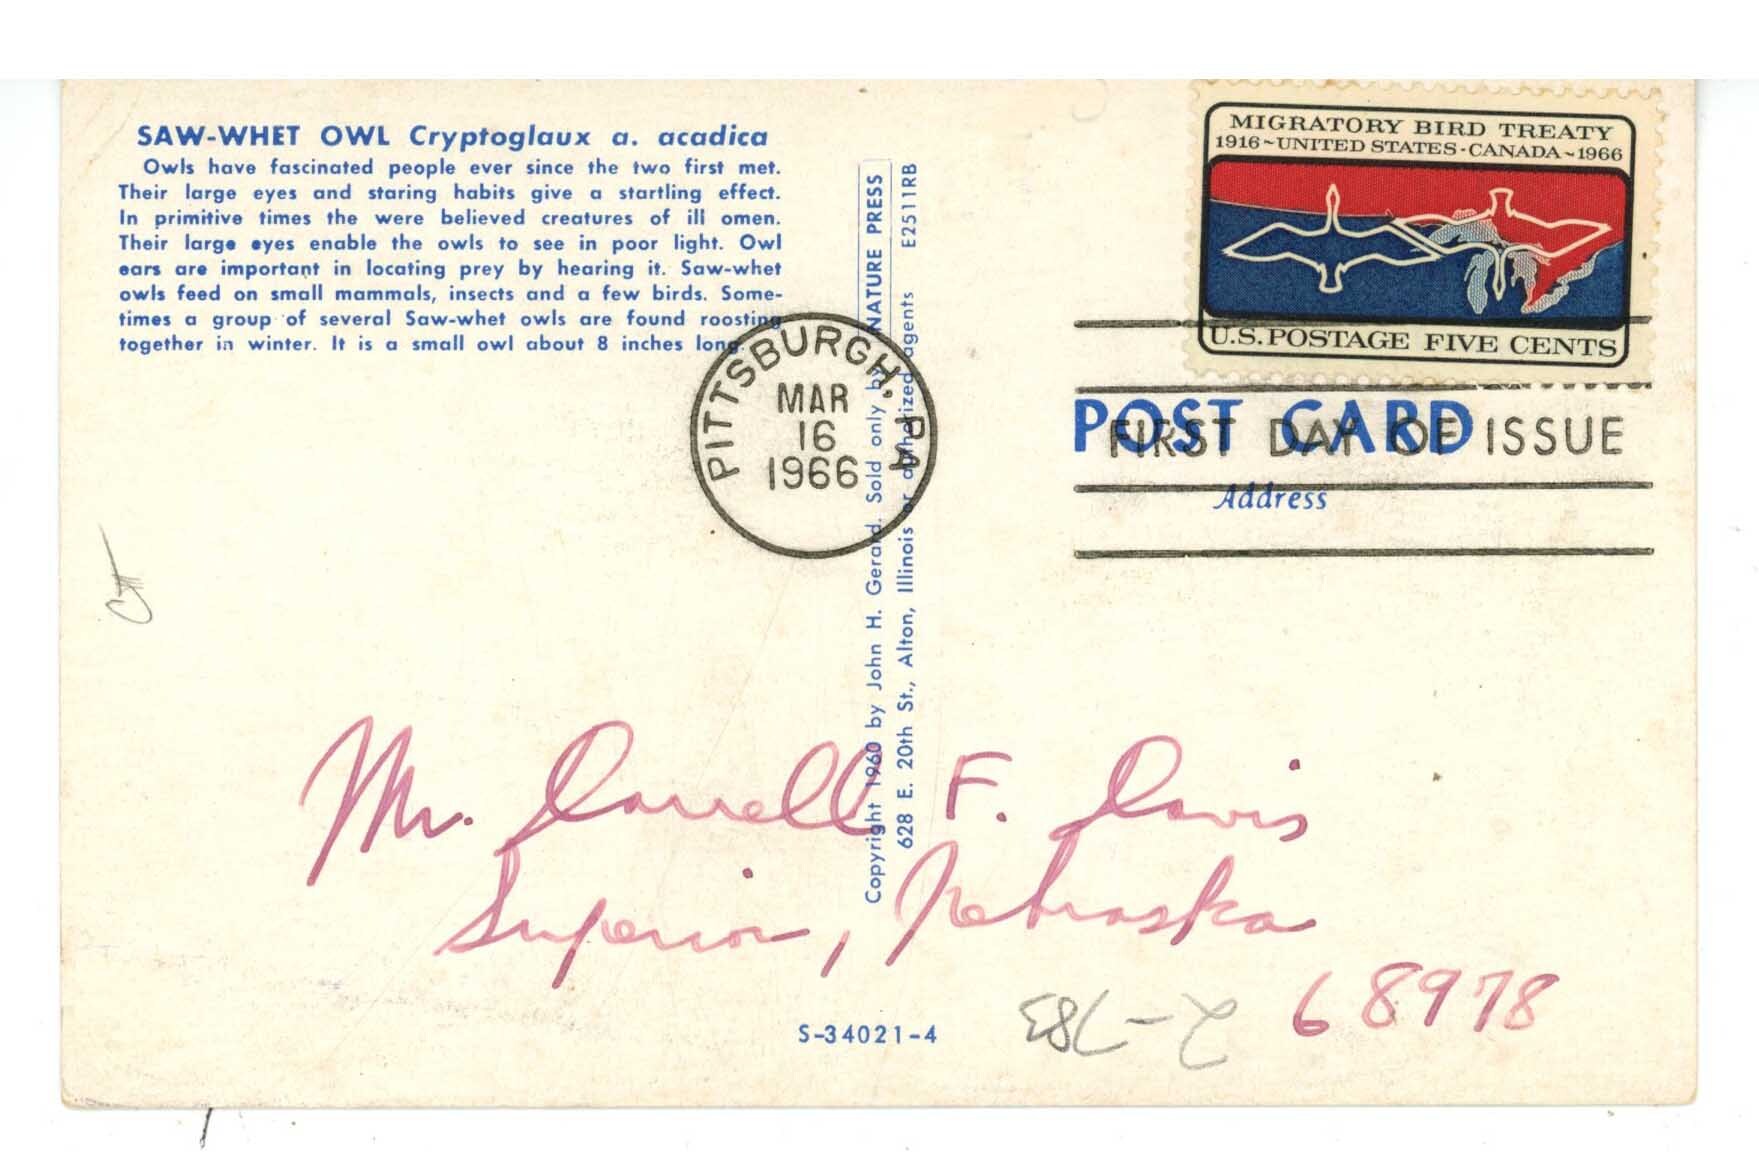 SAW-WHET OWL Cryptoglaux a. acadica
Owls have fascinated people ever since the two first met.
Their large eyes and staring habits give a startling effect.
In primitive times the were believed creatures of ill omen.
Their large eyes enable the owls to see in poor light. Owl
ears are important in locating prey by hearing it. Saw-whet
owls feed on small mammals, insects and a few birds. Some-
times a group of several Saw-whet owls are found roosting
together in winter. It is a small owl about 8 inches long.
MIGRATORY BIRD TREATY
1916~UNITED STATES·CANADA~1966
U.S. POSTAGE FIVE CENTS
PITTSBURGH, PA
MAR
16
1966
FIRST DAY OF ISSUE
POST CARD
Address
Copyright 1960 by John H. Gerard. Sold only by NATURE PRESS
628 E. 20th St., Alton, Illinois or authorized agents E2511RB
Mr. Darrell F. Davis
Superior, Nebraska
68978
S-34021-4